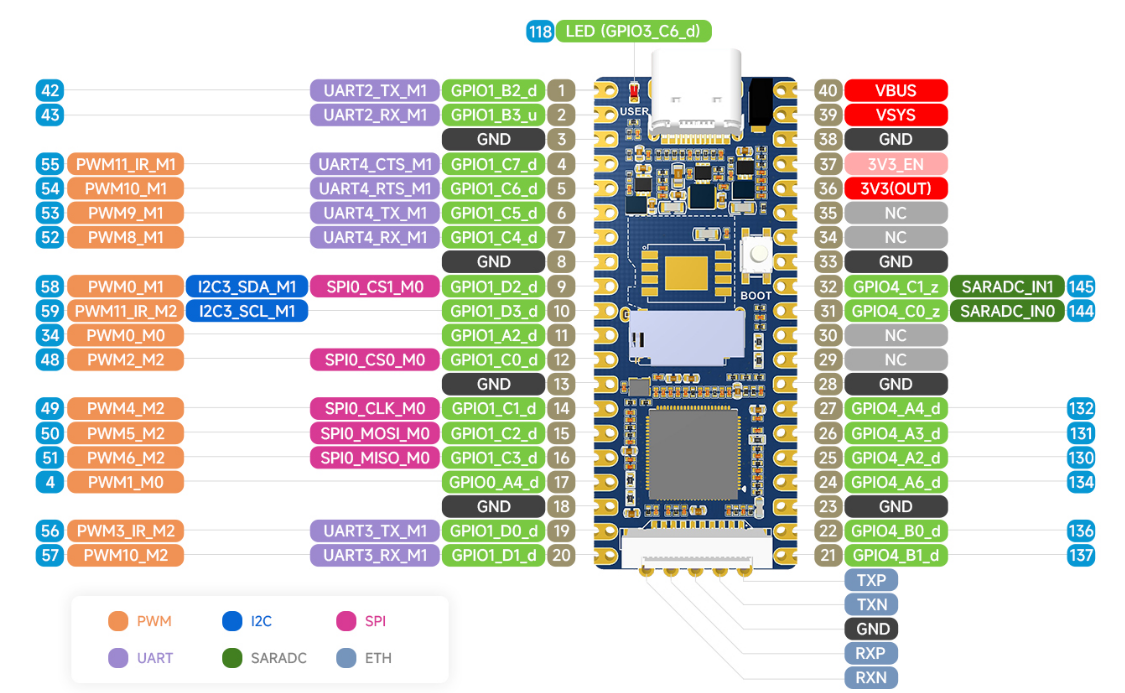 118 LED (GPIO3_C6_d)
42 UART2_TX_M1 GPIO1_B2_d 1 40 VBUS
43 UART2_RX_M1 GPIO1_B3_u 2 USER 39 VSYS
GND 3 38 GND
55 PWM11_IR_M1 UART4_CTS_M1 GPIO1_C7_d 4 37 3V3_EN
54 PWM10_M1 UART4_RTS_M1 GPIO1_C6_d 5 36 3V3(OUT)
53 PWM9_M1 UART4_TX_M1 GPIO1_C5_d 6 35 NC
52 PWM8_M1 UART4_RX_M1 GPIO1_C4_d 7 34 NC
GND 8 33 GND
58 PWM0_M1 I2C3_SDA_M1 SPI0_CS1_M0 GPIO1_D2_d 9 BOOT 32 GPIO4_C1_z SARADC_IN1 145
59 PWM11_IR_M2 I2C3_SCL_M1 GPIO1_D3_d 10 31 GPIO4_C0_z SARADC_IN0 144
34 PWM0_M0 GPIO1_A2_d 11 30 NC
48 PWM2_M2 SPI0_CS0_M0 GPIO1_C0_d 12 29 NC
GND 13 28 GND
49 PWM4_M2 SPI0_CLK_M0 GPIO1_C1_d 14 27 GPIO4_A4_d 132
50 PWM5_M2 SPI0_MOSI_M0 GPIO1_C2_d 15 26 GPIO4_A3_d 131
51 PWM6_M2 SPI0_MISO_M0 GPIO1_C3_d 16 25 GPIO4_A2_d 130
4 PWM1_M0 GPIO0_A4_d 17 24 GPIO4_A6_d 134
GND 18 23 GND
56 PWM3_IR_M2 UART3_TX_M1 GPIO1_D0_d 19 22 GPIO4_B0_d 136
57 PWM10_M2 UART3_RX_M1 GPIO1_D1_d 20 21 GPIO4_B1_d 137
TXP
TXN
GND
RXP
RXN
PWM I2C SPI
UART SARADC ETH